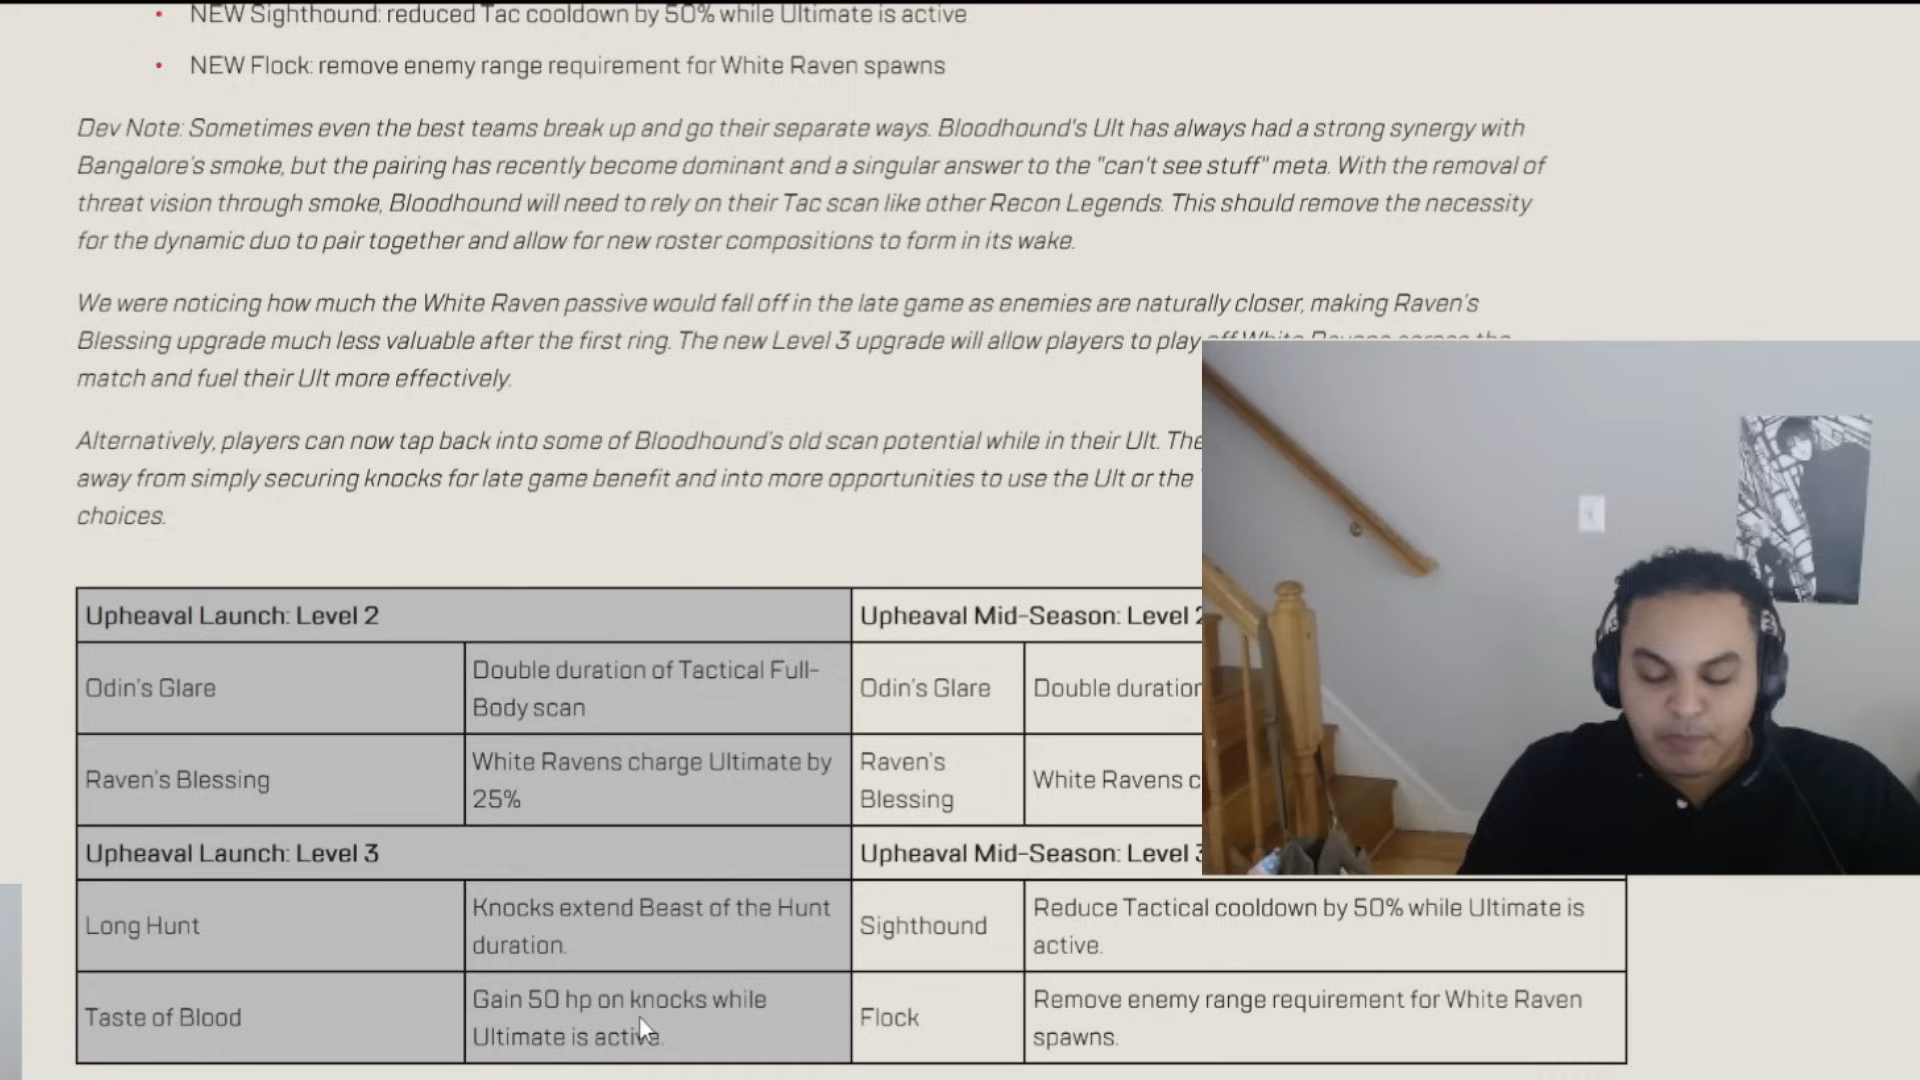 NEW Sighthound: reduced Tac cooldown by 50% while Ultimate is active
NEW Flock: remove enemy range requirement for White Raven spawns
Dev Note: Sometimes even the best teams break up and go their separate ways. Bloodhound's Ult has always had a strong synergy with
Bangalore's smoke, but the pairing has recently become dominant and a singular answer to the "can't see stuff" meta. With the removal of
threat vision through smoke, Bloodhound will need to rely on their Tac scan like other Recon Legends. This should remove the necessity
for the dynamic duo to pair together and allow for new roster compositions to form in its wake.
We were noticing how much the White Raven passive would fall off in the late game as enemies are naturally closer, making Raven's
Blessing upgrade much less valuable after the first ring. The new Level 3 upgrade will allow players to play off White Ravens across the
match and fuel their Ult more effectively.
Alternatively, players can now tap back into some of Bloodhound's old scan potential while in their Ult. The
away from simply securing knocks for late game benefit and into more opportunities to use the Ult or the
choices.
Upheaval Launch: Level 2
Upheaval Mid-Season: Level 2
Odin's Glare
Double duration of Tactical Full-
Body scan
Odin's Glare
Double duration
Raven's Blessing
White Ravens charge Ultimate by
25%
Raven's
Blessing
White Ravens c
Upheaval Launch: Level 3
Upheaval Mid-Season: Level 3
Long Hunt
Knocks extend Beast of the Hunt
duration.
Sighthound
Reduce Tactical cooldown by 50% while Ultimate is
active.
Taste of Blood
Gain 50 hp on knocks while
Ultimate is active.
Flock
Remove enemy range requirement for White Raven
spawns.